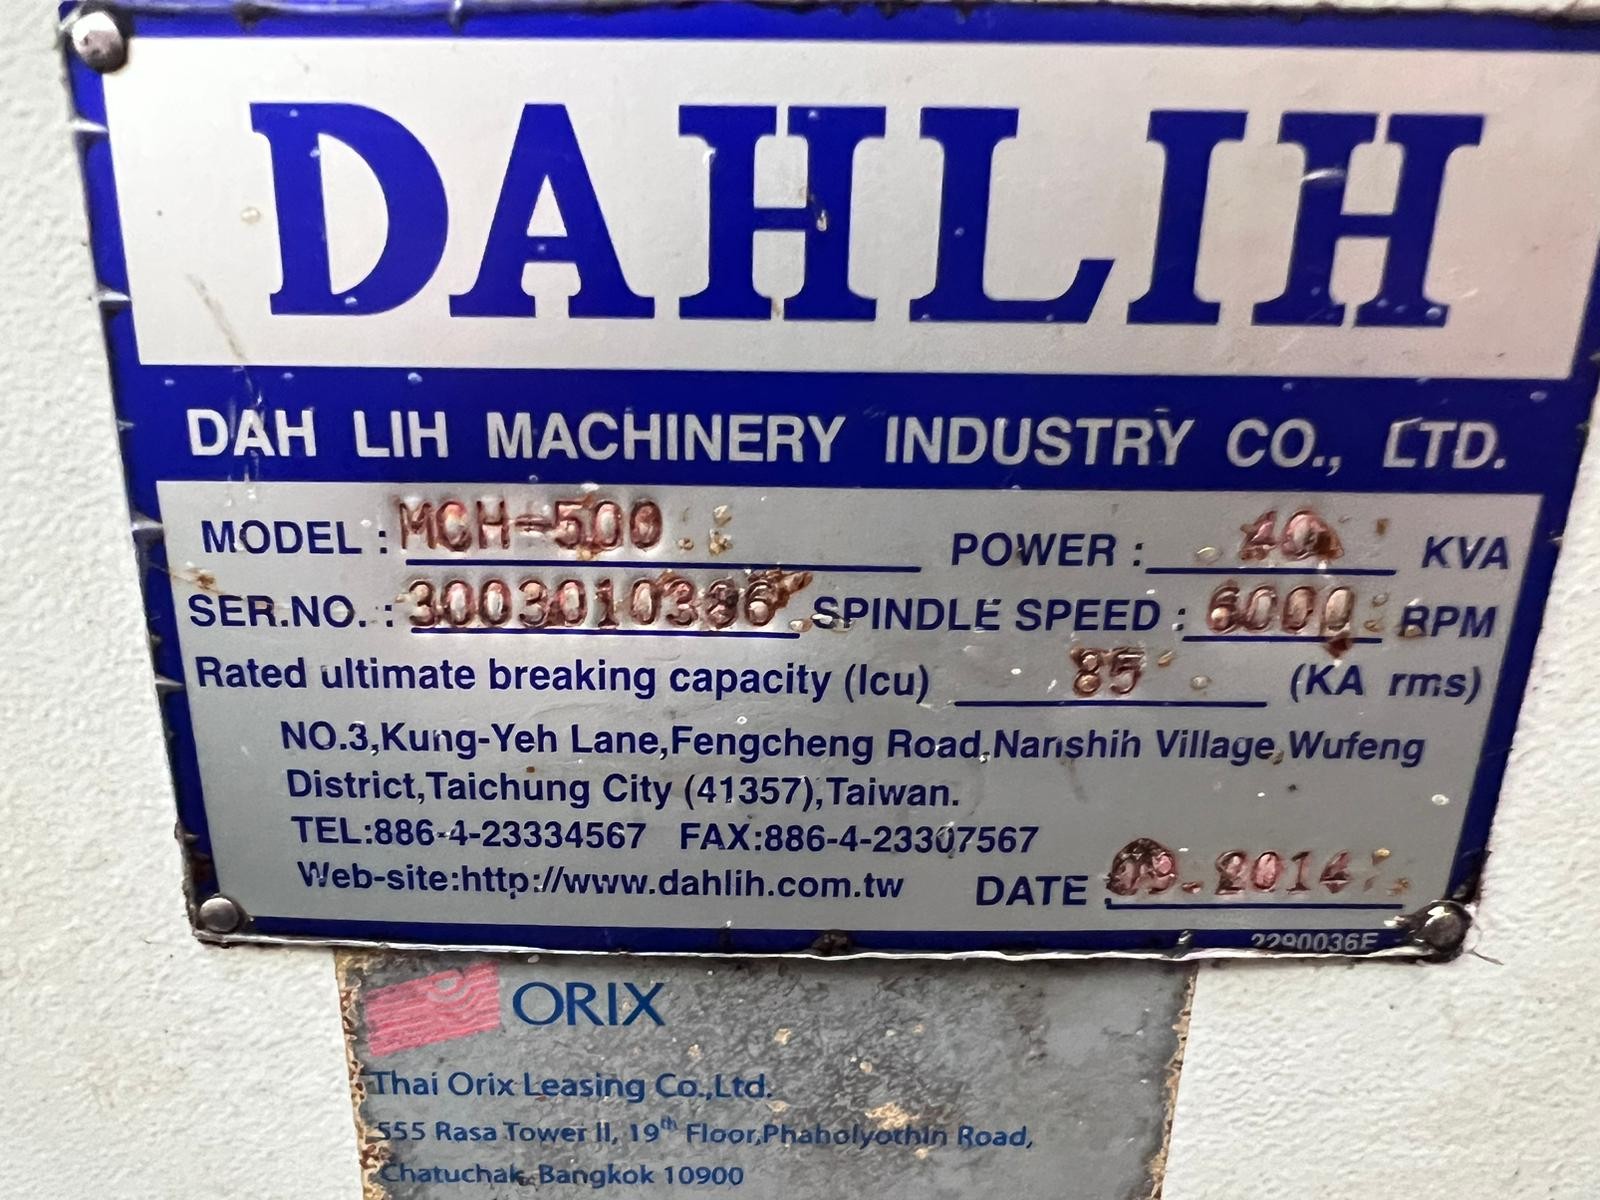 DAHLIH
DAH LIH MACHINERY INDUSTRY CO., LTD.
MODEL : MCH-500 POWER : 40 KVA
SER.NO. : 3003010386 SPINDLE SPEED : 6000 RPM
Rated ultimate breaking capacity (Icu) 85 (KA rms)
NO.3,Kung-Yeh Lane,Fengcheng Road,Nanshih Village,Wufeng
District,Taichung City (41357),Taiwan.
TEL:886-4-23334567 FAX:886-4-23307567
Web-site:http://www.dahlih.com.tw DATE 09.2014
2290036E
ORIX
Thai Orix Leasing Co.,Ltd.
555 Rasa Tower II, 19th Floor,Phaholyothin Road,
Chatuchak, Bangkok 10900